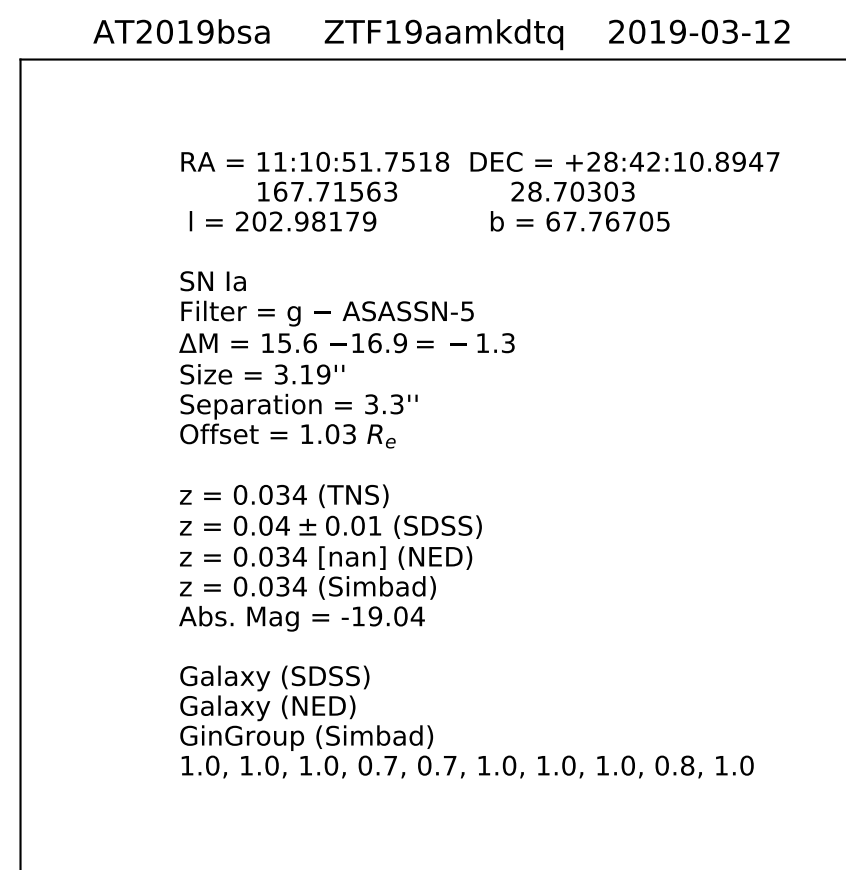 AT2019bsa ZTF19aamkdtq 2019-03-12
RA = 11:10:51.7518 DEC = +28:42:10.8947
167.71563 28.70303
l = 202.98179 b = 67.76705
SN Ia
Filter = g − ASASSN-5
ΔM = 15.6 −16.9 = − 1.3
Size = 3.19''
Separation = 3.3''
Offset = 1.03 Re
z = 0.034 (TNS)
z = 0.04 ± 0.01 (SDSS)
z = 0.034 [nan] (NED)
z = 0.034 (Simbad)
Abs. Mag = -19.04
Galaxy (SDSS)
Galaxy (NED)
GinGroup (Simbad)
1.0, 1.0, 1.0, 0.7, 0.7, 1.0, 1.0, 1.0, 0.8, 1.0